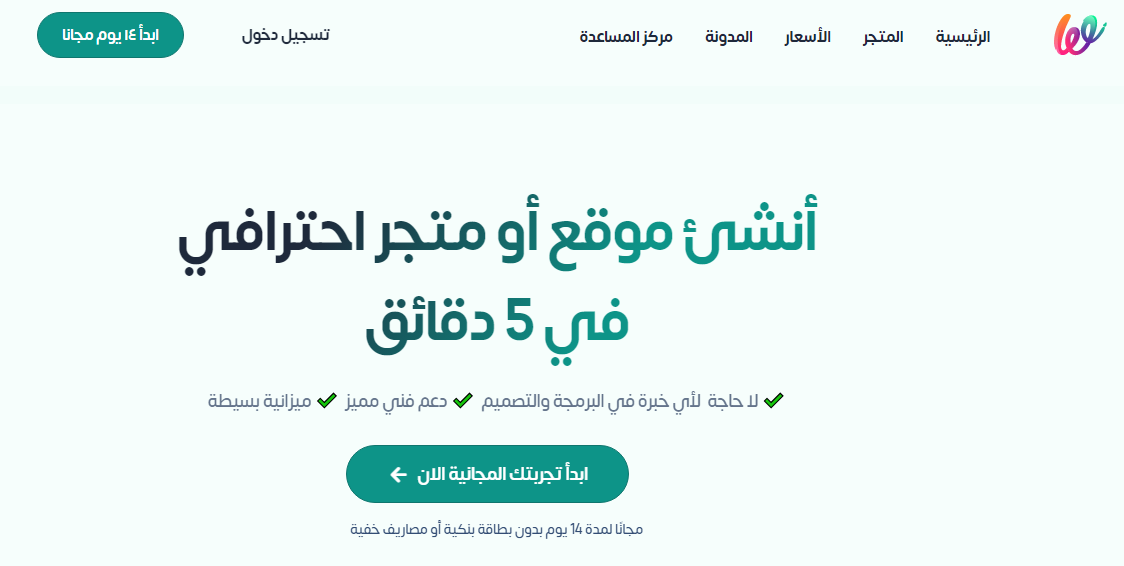 الرئيسية
المتجر
الأسعار
المدونة
مركز المساعدة
تسجيل دخول
ابدأ ١٤ يوم مجانا
أنشئ موقع أو متجر احترافي
في 5 دقائق
لا حاجة لأي خبرة في البرمجة والتصميم ✔ دعم فني مميز ✔ ميزانية بسيطة
ابدأ تجربتك المجانية الان ←
مجانًا لمدة 14 يوم بدون بطاقة بنكية أو مصاريف خفية